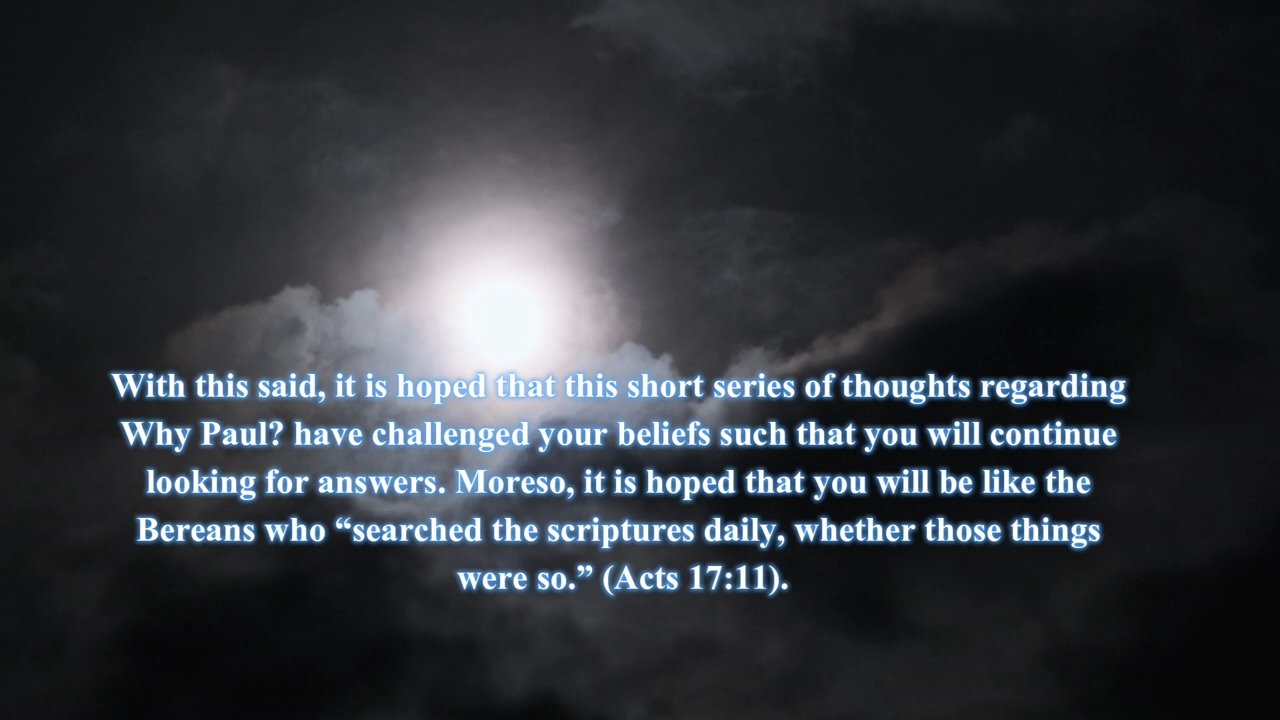 With this said, it is hoped that this short series of thoughts regarding
Why Paul? have challenged your beliefs such that you will continue
looking for answers. Moreso, it is hoped that you will be like the
Bereans who “searched the scriptures daily, whether those things
were so.” (Acts 17:11).